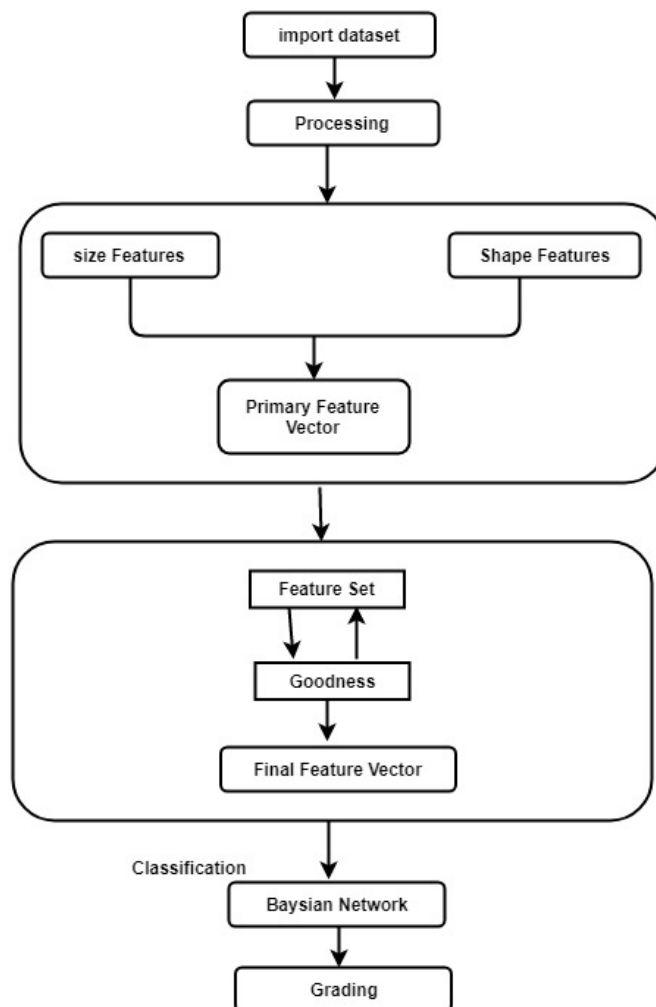 import dataset
Processing
size Features
Shape Features
Primary Feature
Vector
Feature Set
Goodness
Final Feature Vector
Classification
Baysian Network
Grading